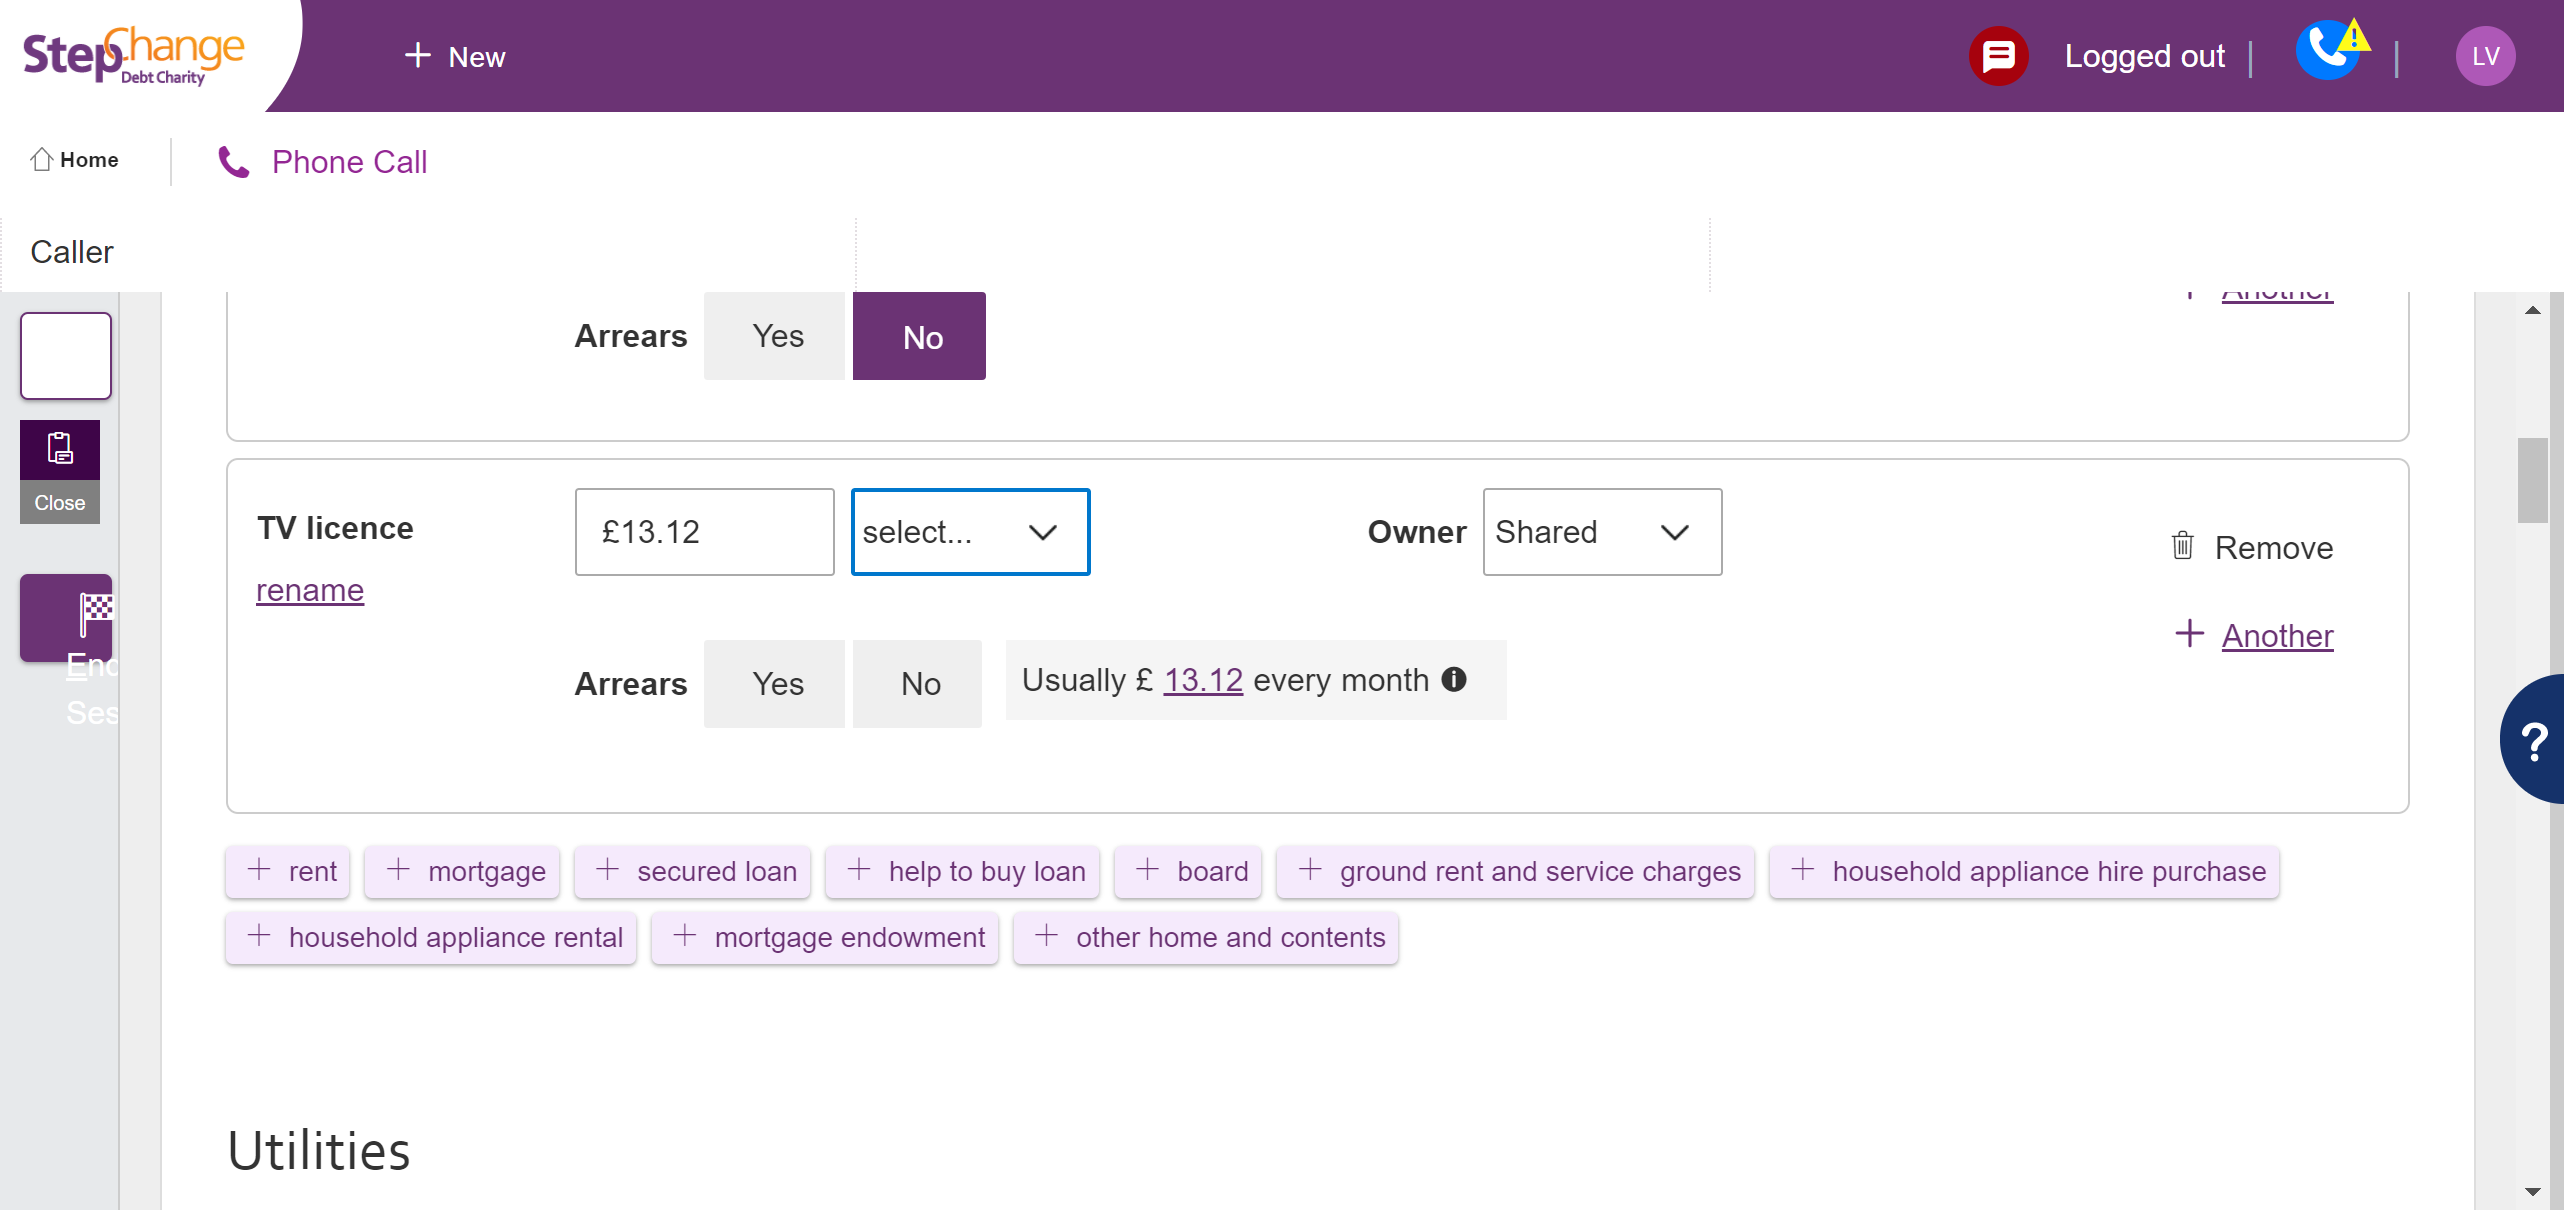 StepChange
Debt Charity
New
Logged out
LV
Home
Phone Call
Caller
Another
Arrears Yes No
Close
TV licence £13.12 select... Owner Shared
Remove
rename
Another
Arrears Yes No Usually £ 13.12 every month
End
Ses
?
rent mortgage secured loan help to buy loan board ground rent and service charges household appliance hire purchase
household appliance rental mortgage endowment other home and contents
Utilities